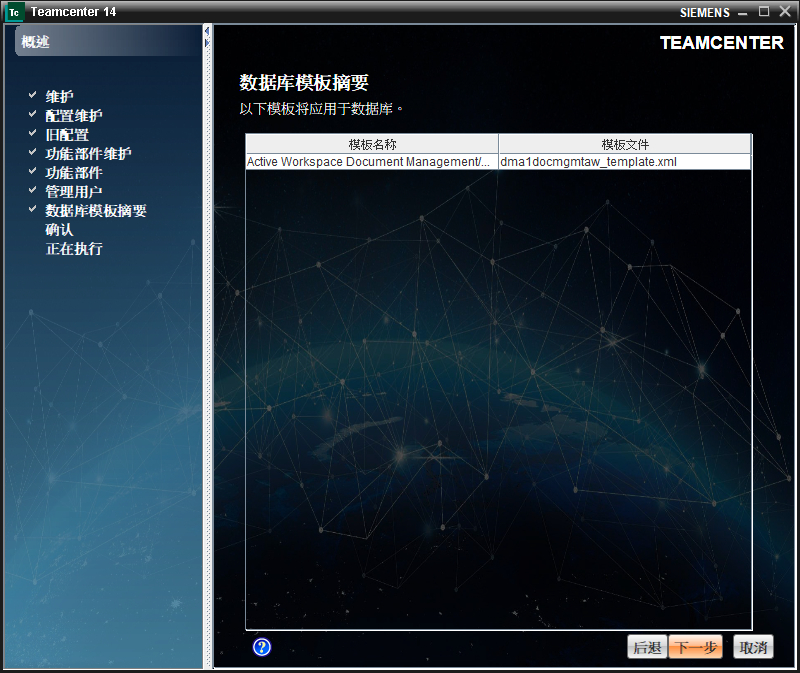 Tc Teamcenter 14 SIEMENS
概述
TEAMCENTER
维护
配置维护
旧配置
功能部件维护
功能部件
管理用户
数据库模板摘要
确认
正在执行
数据库模板摘要
以下模板将应用于数据库。
模板名称 模板文件
Active Workspace Document Management/... dma1docmgmtaw_template.xml
? 后退 下一步 取消